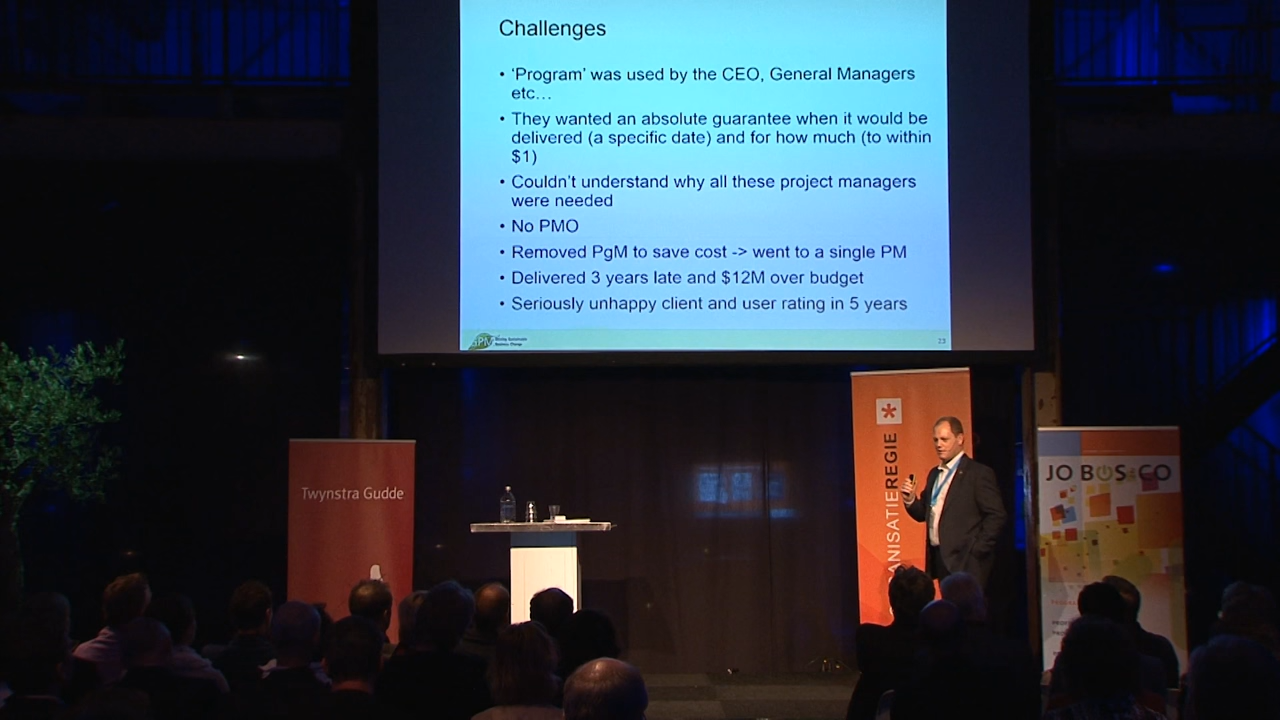 Challenges
• ‘Program’ was used by the CEO, General Managers
etc…
• They wanted an absolute guarantee when it would be
delivered (a specific date) and for how much (to within
$1)
• Couldn’t understand why all these project managers
were needed
• No PMO
• Removed PgM to save cost -> went to a single PM
• Delivered 3 years late and $12M over budget
• Seriously unhappy client and user rating in 5 years
GPM
23
Twynstra Gudde
ANISATIEREGIE
JO BOS & CO